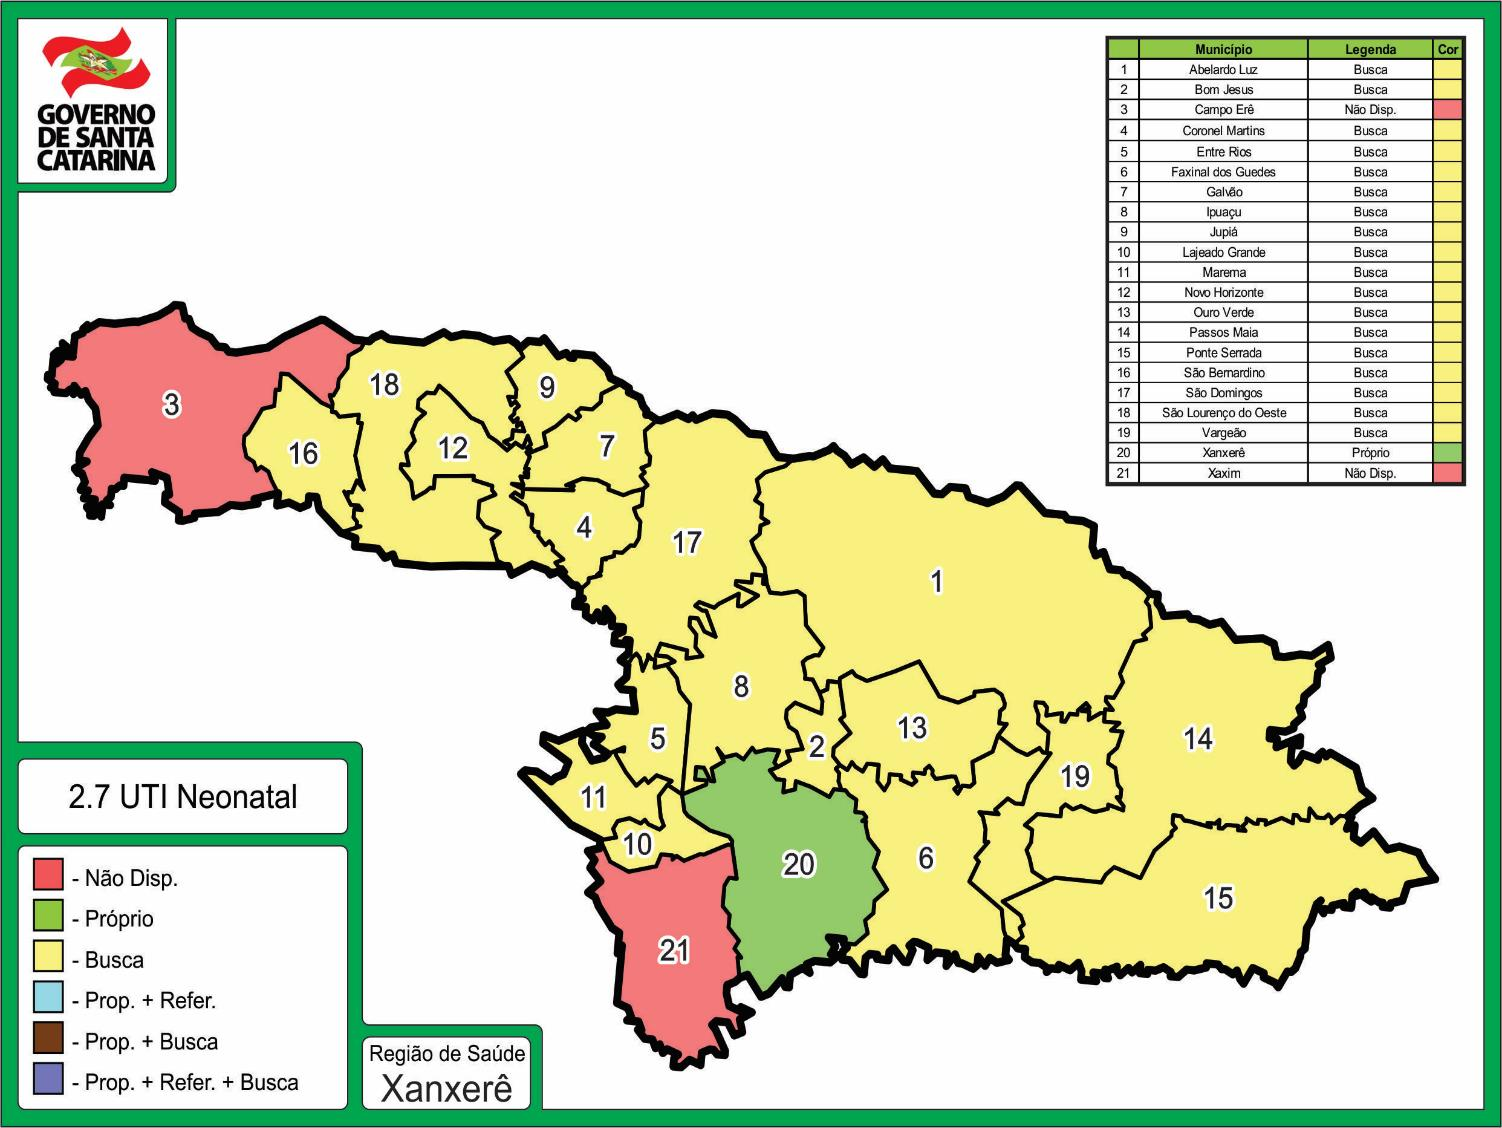 GOVERNO
DE SANTA
CATARINA
Município Legenda Cor
1 Abelardo Luz Busca
2 Bom Jesus Busca
3 Campo Erê Não Disp.
4 Coronel Martins Busca
5 Entre Rios Busca
6 Faxinal dos Guedes Busca
7 Galvão Busca
8 Ipuaçu Busca
9 Jupiá Busca
10 Lajeado Grande Busca
11 Marema Busca
12 Novo Horizonte Busca
13 Ouro Verde Busca
14 Passos Maia Busca
15 Ponte Serrada Busca
16 São Bernardino Busca
17 São Domingos Busca
18 São Lourenço do Oeste Busca
19 Vargeão Busca
20 Xanxerê Próprio
21 Xaxim Não Disp.
3
18
9
16
12
7
4
17
1
8
5
2
13
14
19
11
10
20
6
15
21
2.7 UTI Neonatal
- Não Disp.
- Próprio
- Busca
- Prop. + Refer.
- Prop. + Busca
- Prop. + Refer. + Busca
Região de Saúde
Xanxerê